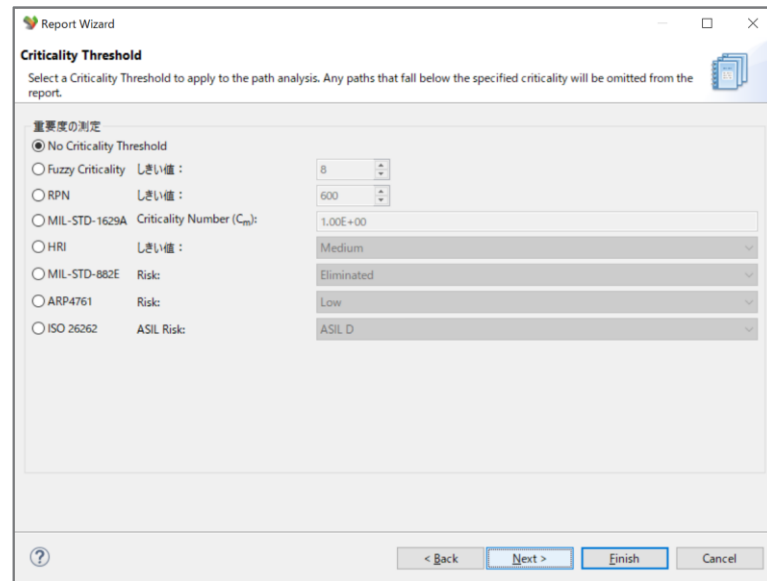 Report Wizard
Criticality Threshold
Select a Criticality Threshold to apply to the path analysis. Any paths that fall below the specified criticality will be omitted from the
report.
重要度の測定
No Criticality Threshold
Fuzzy Criticality しきい値： 8
RPN しきい値： 600
MIL-STD-1629A Criticality Number (Cm): 1.00E+00
HRI しきい値： Medium
MIL-STD-882E Risk: Eliminated
ARP4761 Risk: Low
ISO 26262 ASIL Risk: ASIL D
? < Back Next > Finish Cancel